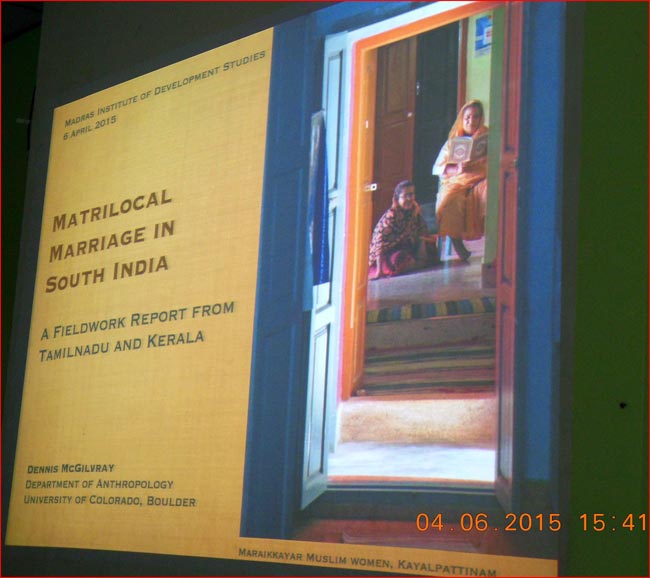 MADRAS INSTITUTE OF DEVELOPMENT STUDIES
6 APRIL 2015
MATRILOCAL
MARRIAGE IN
SOUTH INDIA
A FIELDWORK REPORT FROM
TAMILNADU AND KERALA
DENNIS MCGILVRAY
DEPARTMENT OF ANTHROPOLOGY
UNIVERSITY OF COLORADO, BOULDER
MARAIKKAYAR MUSLIM WOMEN, KAYALPATTINAM
04.06.2015 15:41